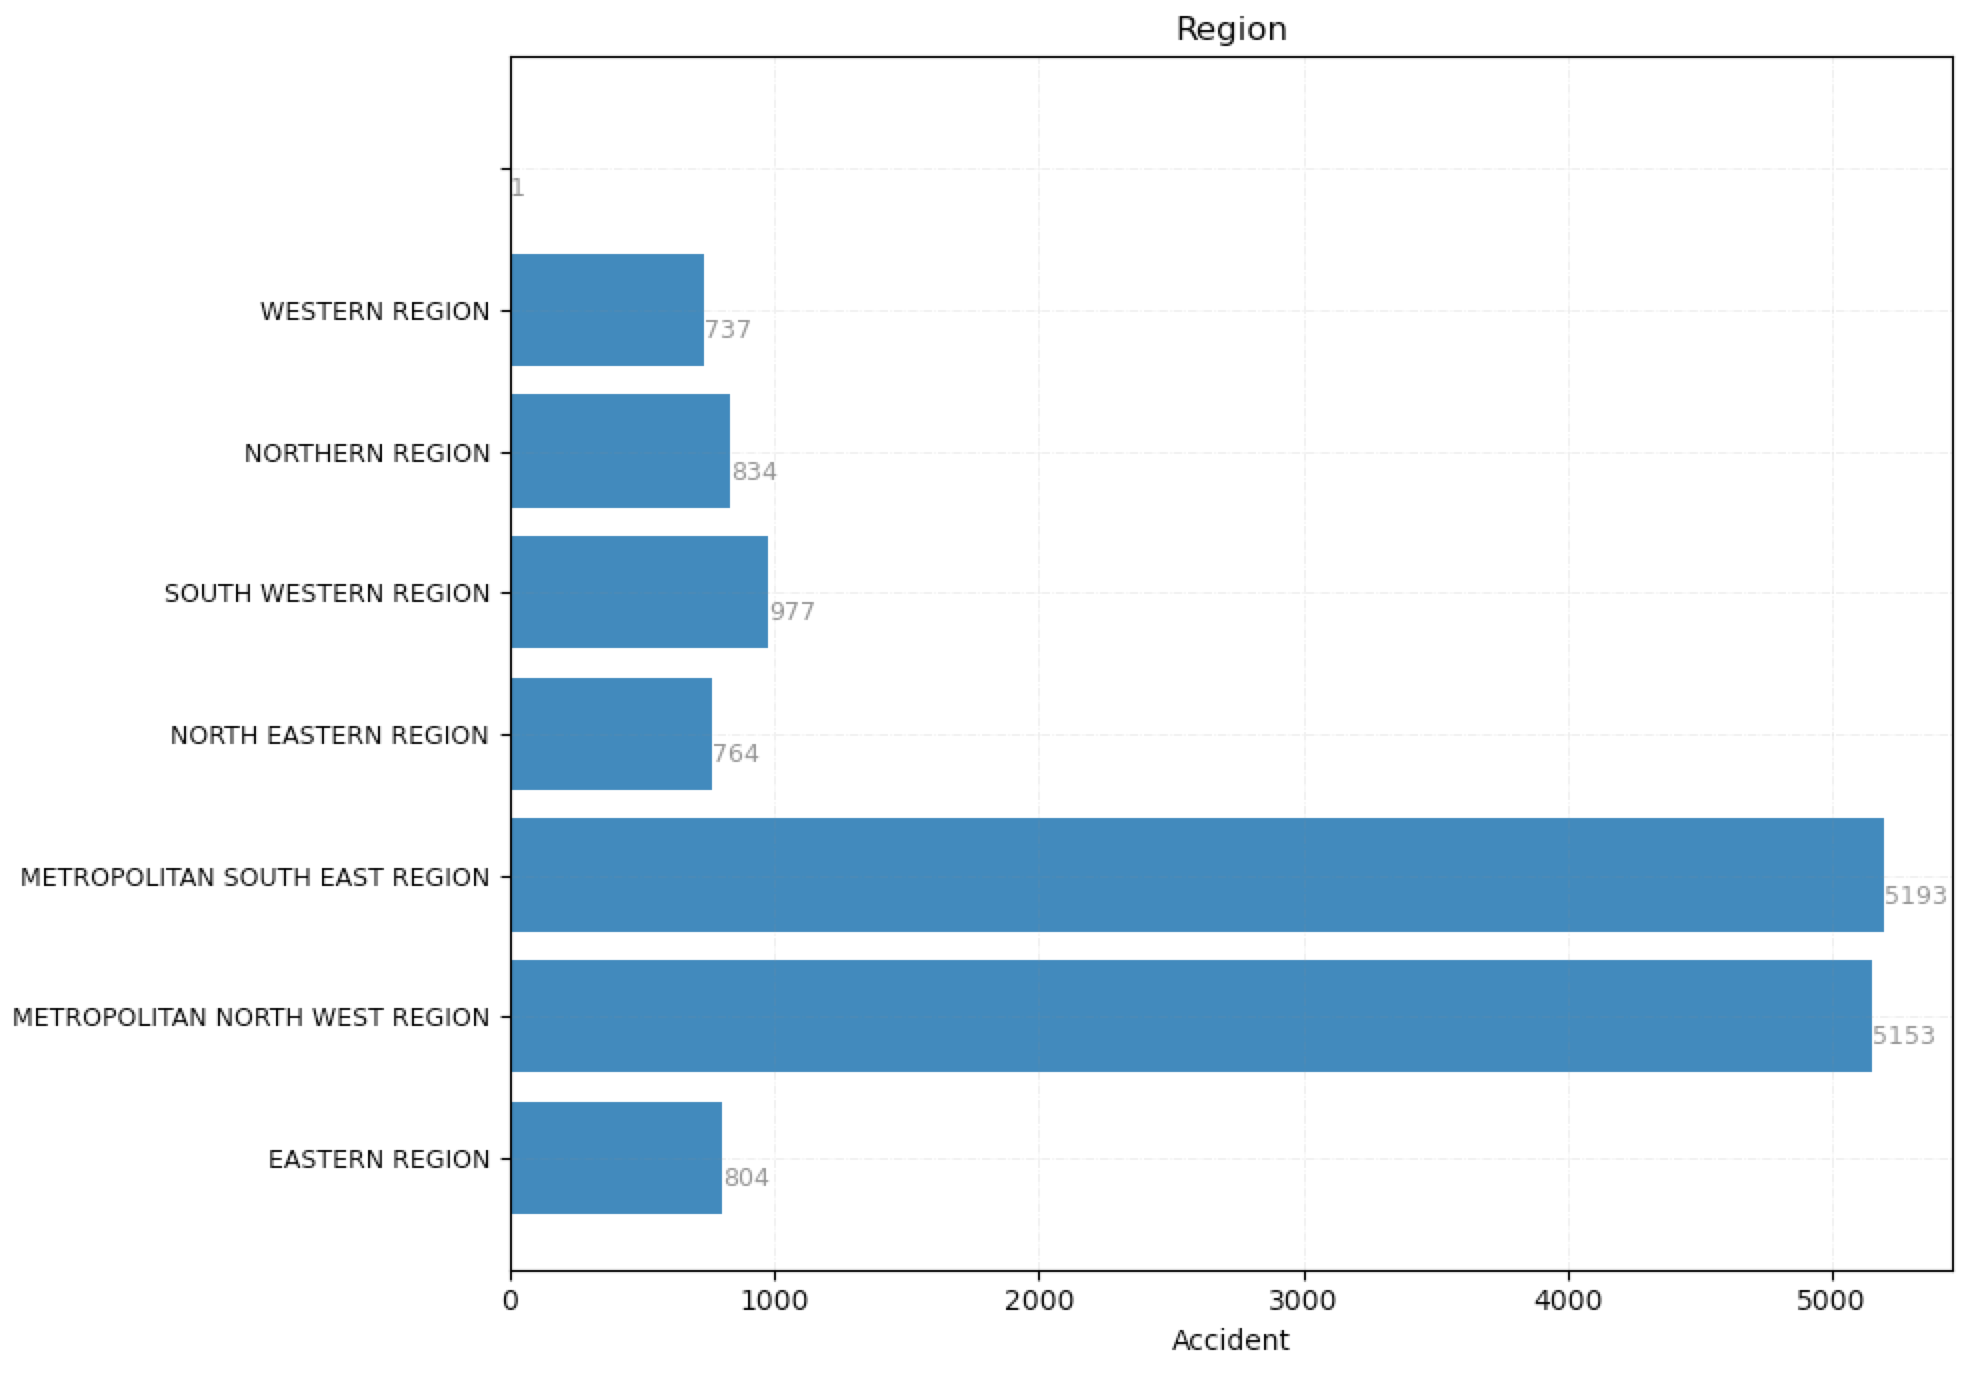 Region
1
WESTERN REGION
737
NORTHERN REGION
834
SOUTH WESTERN REGION
977
NORTH EASTERN REGION
764
METROPOLITAN SOUTH EAST REGION
5193
METROPOLITAN NORTH WEST REGION
5153
EASTERN REGION
804
0 1000 2000 3000 4000 5000
Accident